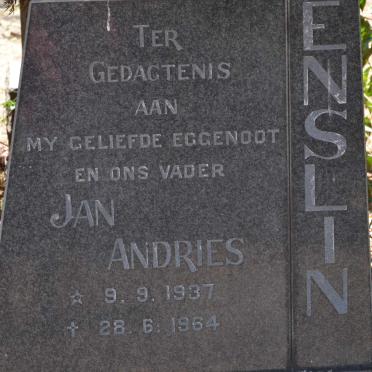 TER
GEDAGTENIS
AAN
MY GELIEFDE EGGENOOT
EN ONS VADER
JAN
ANDRIES
☆ 9. 9. 1937
✝ 28. 6. 1964
ENSLIN